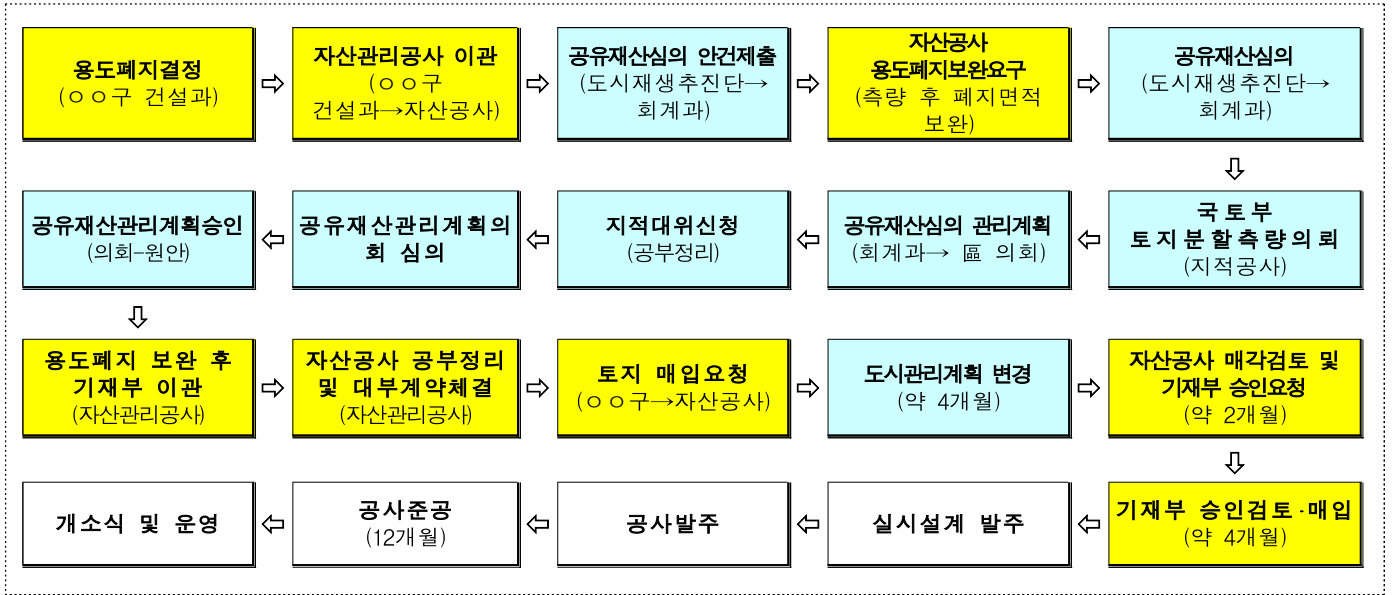 용도폐지결정
(ㅇㅇ구 건설과)
⇨
자산관리공사 이관
(ㅇㅇ구
건설과→자산공사)
⇨
공유재산심의 안건제출
(도시재생추진단→
회계과)
⇨
자산공사
용도폐지보완요구
(측량 후 폐지면적
보완)
⇨
공유재산심의
(도시재생추진단→
회계과)
⇩
국토부
토지분할측량의뢰
(지적공사)
⇦
공유재산심의 관리계획
(회계과→ 區 의회)
⇦
지적대위신청
(공부정리)
⇦
공유재산관리계획의
회 심의
⇦
공유재산관리계획승인
(의회-원안)
⇩
용도폐지 보완 후
기재부 이관
(자산관리공사)
⇨
자산공사 공부정리
및 대부계약체결
(자산관리공사)
⇨
토지 매입요청
(ㅇㅇ구→자산공사)
⇨
도시관리계획 변경
(약 4개월)
⇨
자산공사 매각검토 및
기재부 승인요청
(약 2개월)
⇩
기재부 승인검토·매입
(약 4개월)
⇦
실시설계 발주
⇦
공사발주
⇦
공사준공
(12개월)
⇦
개소식 및 운영